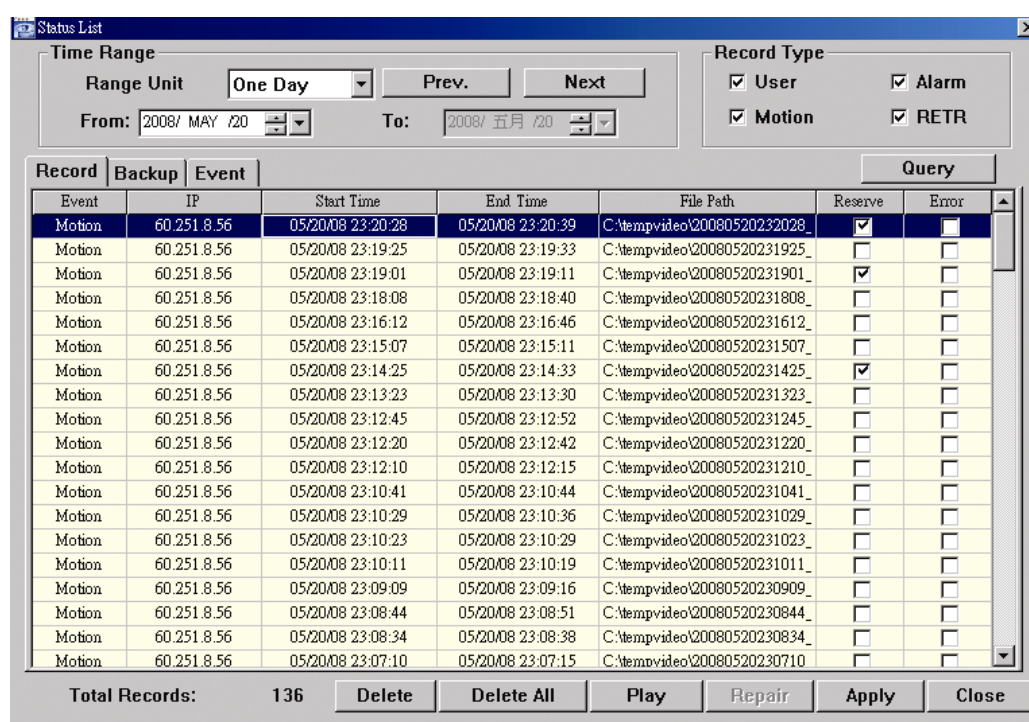 Status List
Time Range
Record Type
Range Unit One Day Prev. Next
User Alarm
From: 2008/ MAY /20 To: 2008/ 五月 /20
Motion RETR
Record Backup Event Query
Event IP Start Time End Time File Path Reserve Error
Motion 60.251.8.56 05/20/08 23:20:28 05/20/08 23:20:39 C:\tempvideo\20080520232028_
Motion 60.251.8.56 05/20/08 23:19:25 05/20/08 23:19:33 C:\tempvideo\20080520231925_
Motion 60.251.8.56 05/20/08 23:19:01 05/20/08 23:19:11 C:\tempvideo\20080520231901_
Motion 60.251.8.56 05/20/08 23:18:08 05/20/08 23:18:40 C:\tempvideo\20080520231808_
Motion 60.251.8.56 05/20/08 23:16:12 05/20/08 23:16:46 C:\tempvideo\20080520231612_
Motion 60.251.8.56 05/20/08 23:15:07 05/20/08 23:15:11 C:\tempvideo\20080520231507_
Motion 60.251.8.56 05/20/08 23:14:25 05/20/08 23:14:33 C:\tempvideo\20080520231425_
Motion 60.251.8.56 05/20/08 23:13:23 05/20/08 23:13:30 C:\tempvideo\20080520231323_
Motion 60.251.8.56 05/20/08 23:12:45 05/20/08 23:12:52 C:\tempvideo\20080520231245_
Motion 60.251.8.56 05/20/08 23:12:20 05/20/08 23:12:42 C:\tempvideo\20080520231220_
Motion 60.251.8.56 05/20/08 23:12:10 05/20/08 23:12:15 C:\tempvideo\20080520231210_
Motion 60.251.8.56 05/20/08 23:10:41 05/20/08 23:10:44 C:\tempvideo\20080520231041_
Motion 60.251.8.56 05/20/08 23:10:29 05/20/08 23:10:36 C:\tempvideo\20080520231029_
Motion 60.251.8.56 05/20/08 23:10:23 05/20/08 23:10:29 C:\tempvideo\20080520231023_
Motion 60.251.8.56 05/20/08 23:10:11 05/20/08 23:10:19 C:\tempvideo\20080520231011_
Motion 60.251.8.56 05/20/08 23:09:09 05/20/08 23:09:16 C:\tempvideo\20080520230909_
Motion 60.251.8.56 05/20/08 23:08:44 05/20/08 23:08:51 C:\tempvideo\20080520230844_
Motion 60.251.8.56 05/20/08 23:08:34 05/20/08 23:08:38 C:\tempvideo\20080520230834_
Motion 60.251.8.56 05/20/08 23:07:10 05/20/08 23:07:15 C:\tempvideo\20080520230710
Total Records: 136 Delete Delete All Play Repair Apply Close